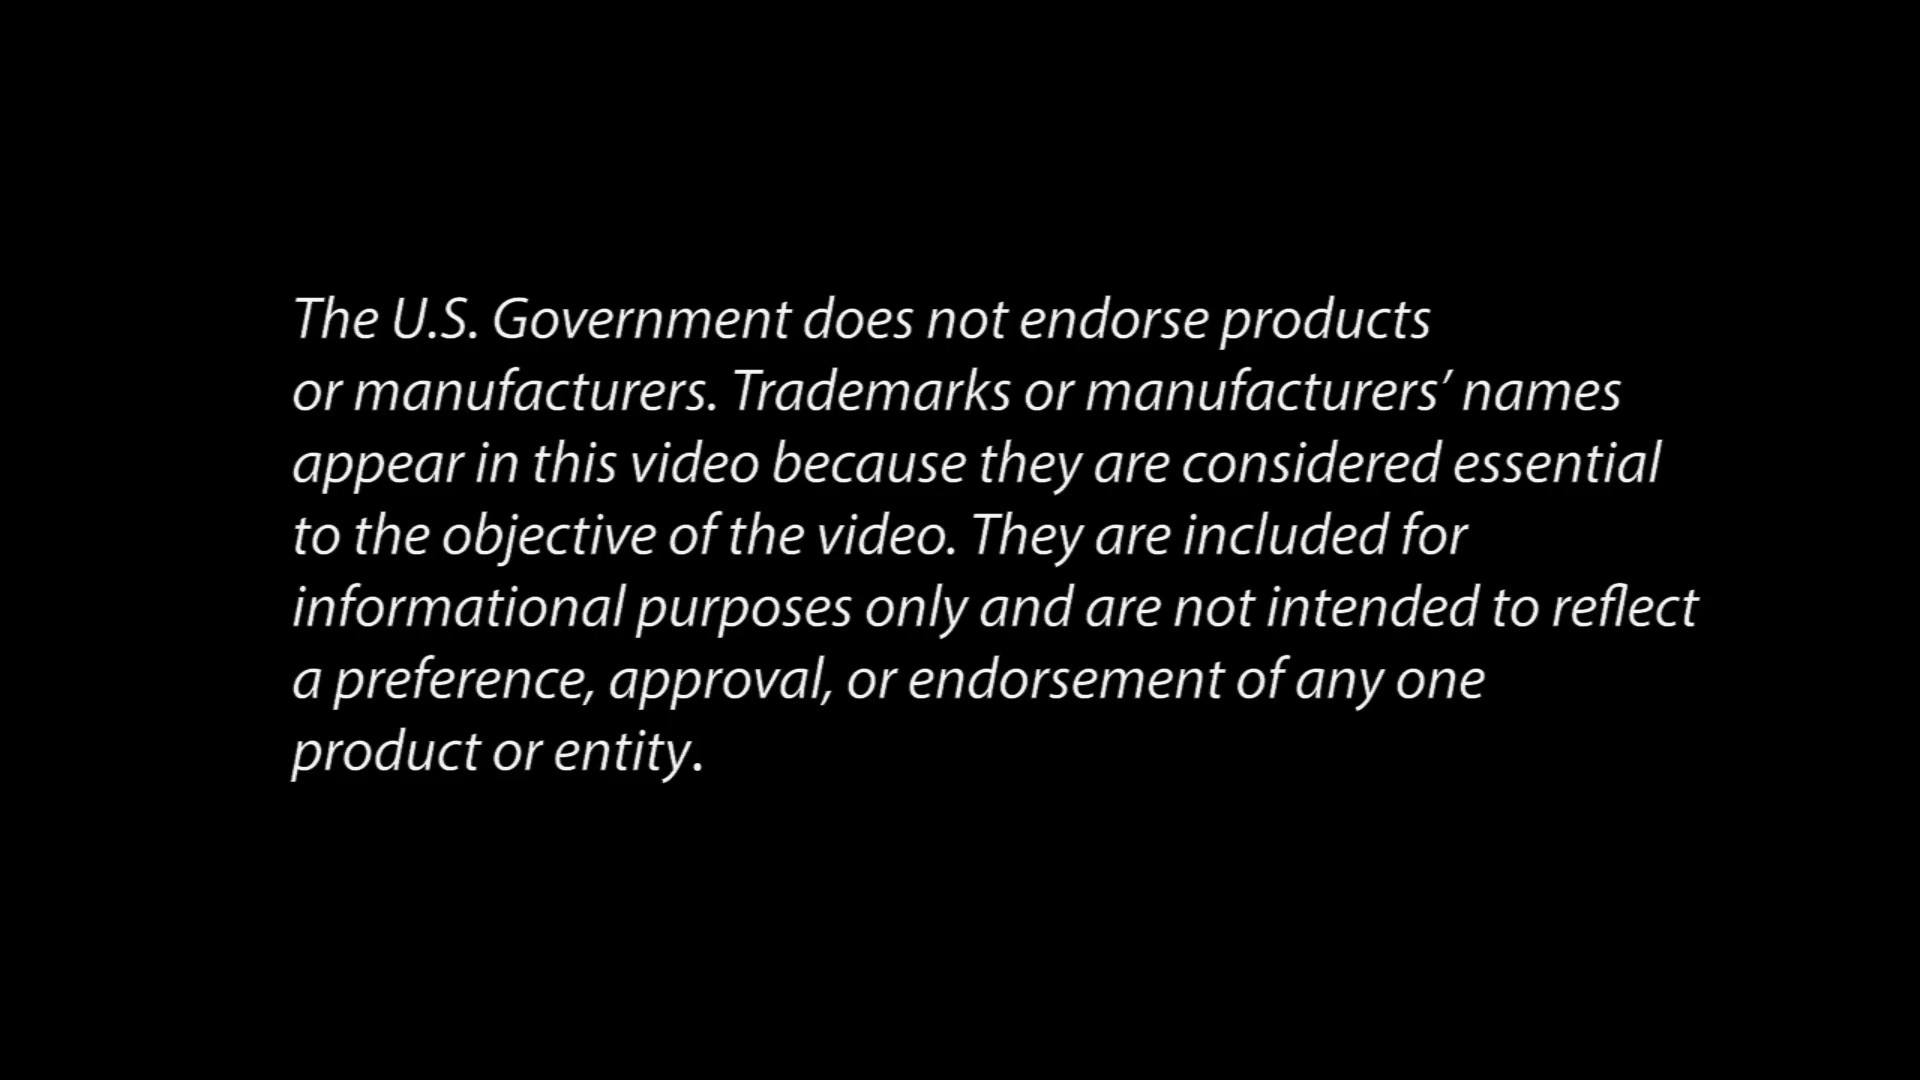 The U.S. Government does not endorse products
or manufacturers. Trademarks or manufacturers’ names
appear in this video because they are considered essential
to the objective of the video. They are included for
informational purposes only and are not intended to reflect
a preference, approval, or endorsement of any one
product or entity.